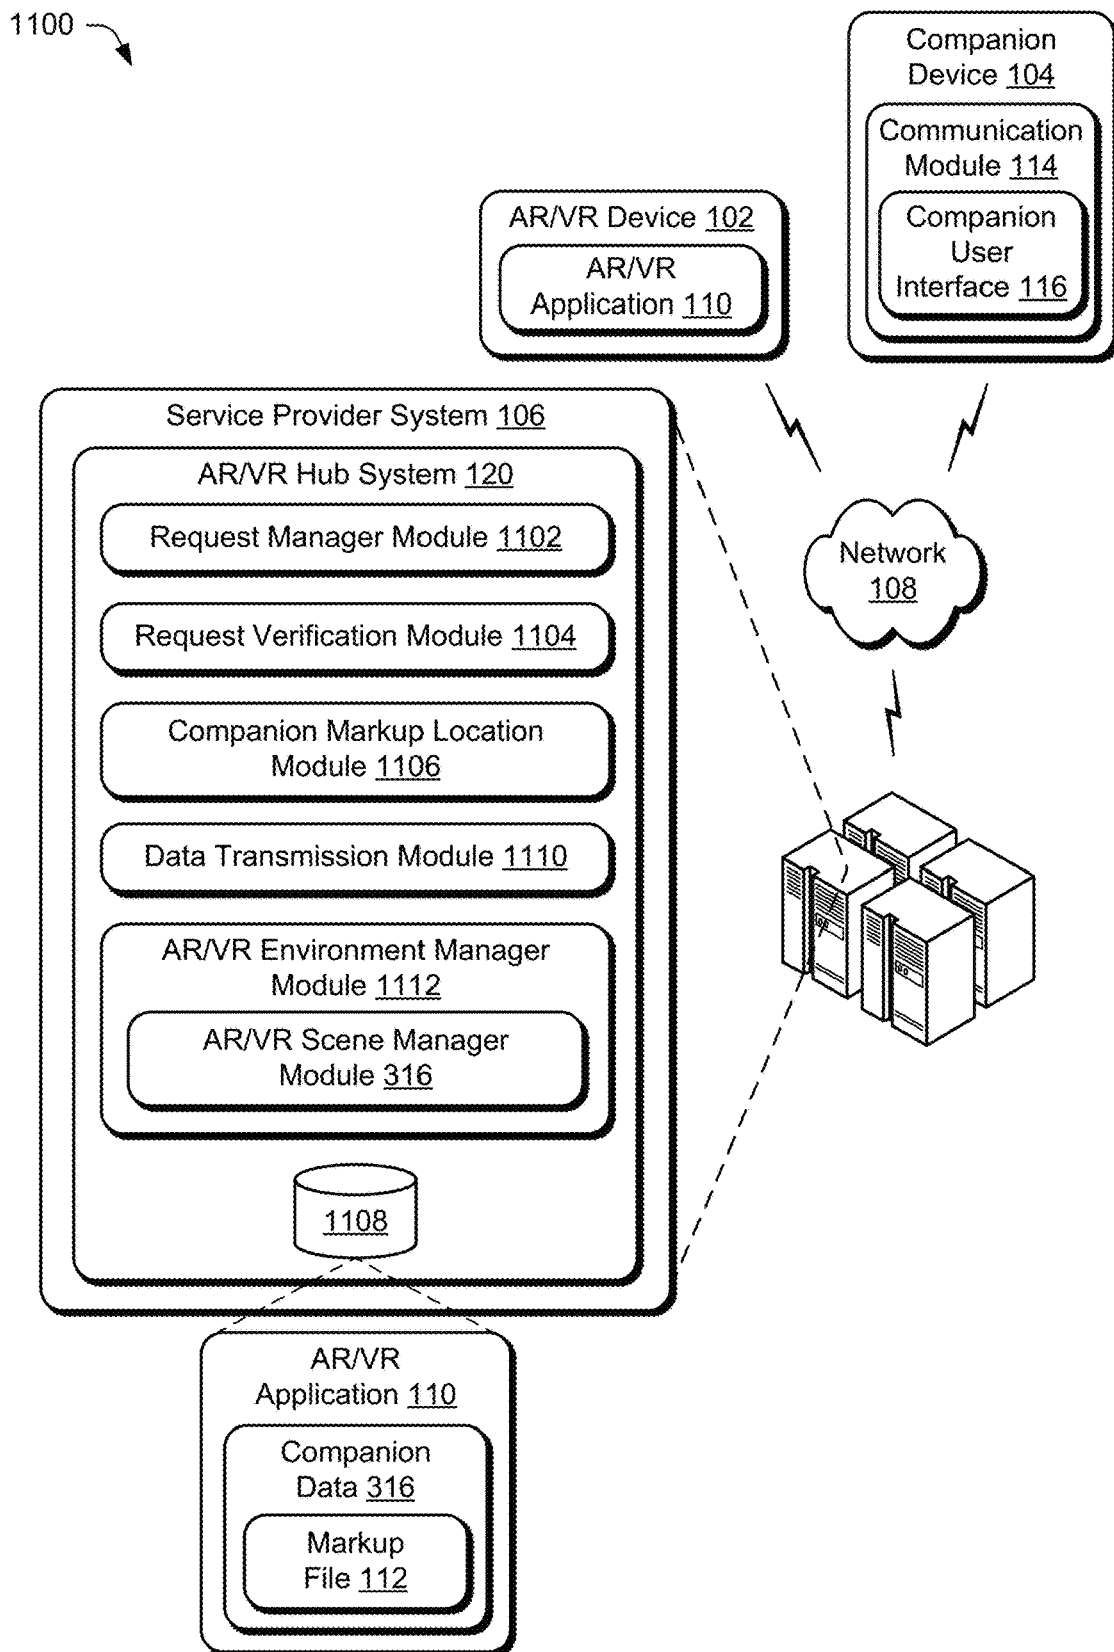 1100
Companion
Device 104
Communication
Module 114
Companion
User
Interface 116
AR/VR Device 102
AR/VR
Application 110
Service Provider System 106
AR/VR Hub System 120
Request Manager Module 1102
Request Verification Module 1104
Companion Markup Location
Module 1106
Data Transmission Module 1110
AR/VR Environment Manager
Module 1112
AR/VR Scene Manager
Module 316
1108
Network
108
AR/VR
Application 110
Companion
Data 316
Markup
File 112